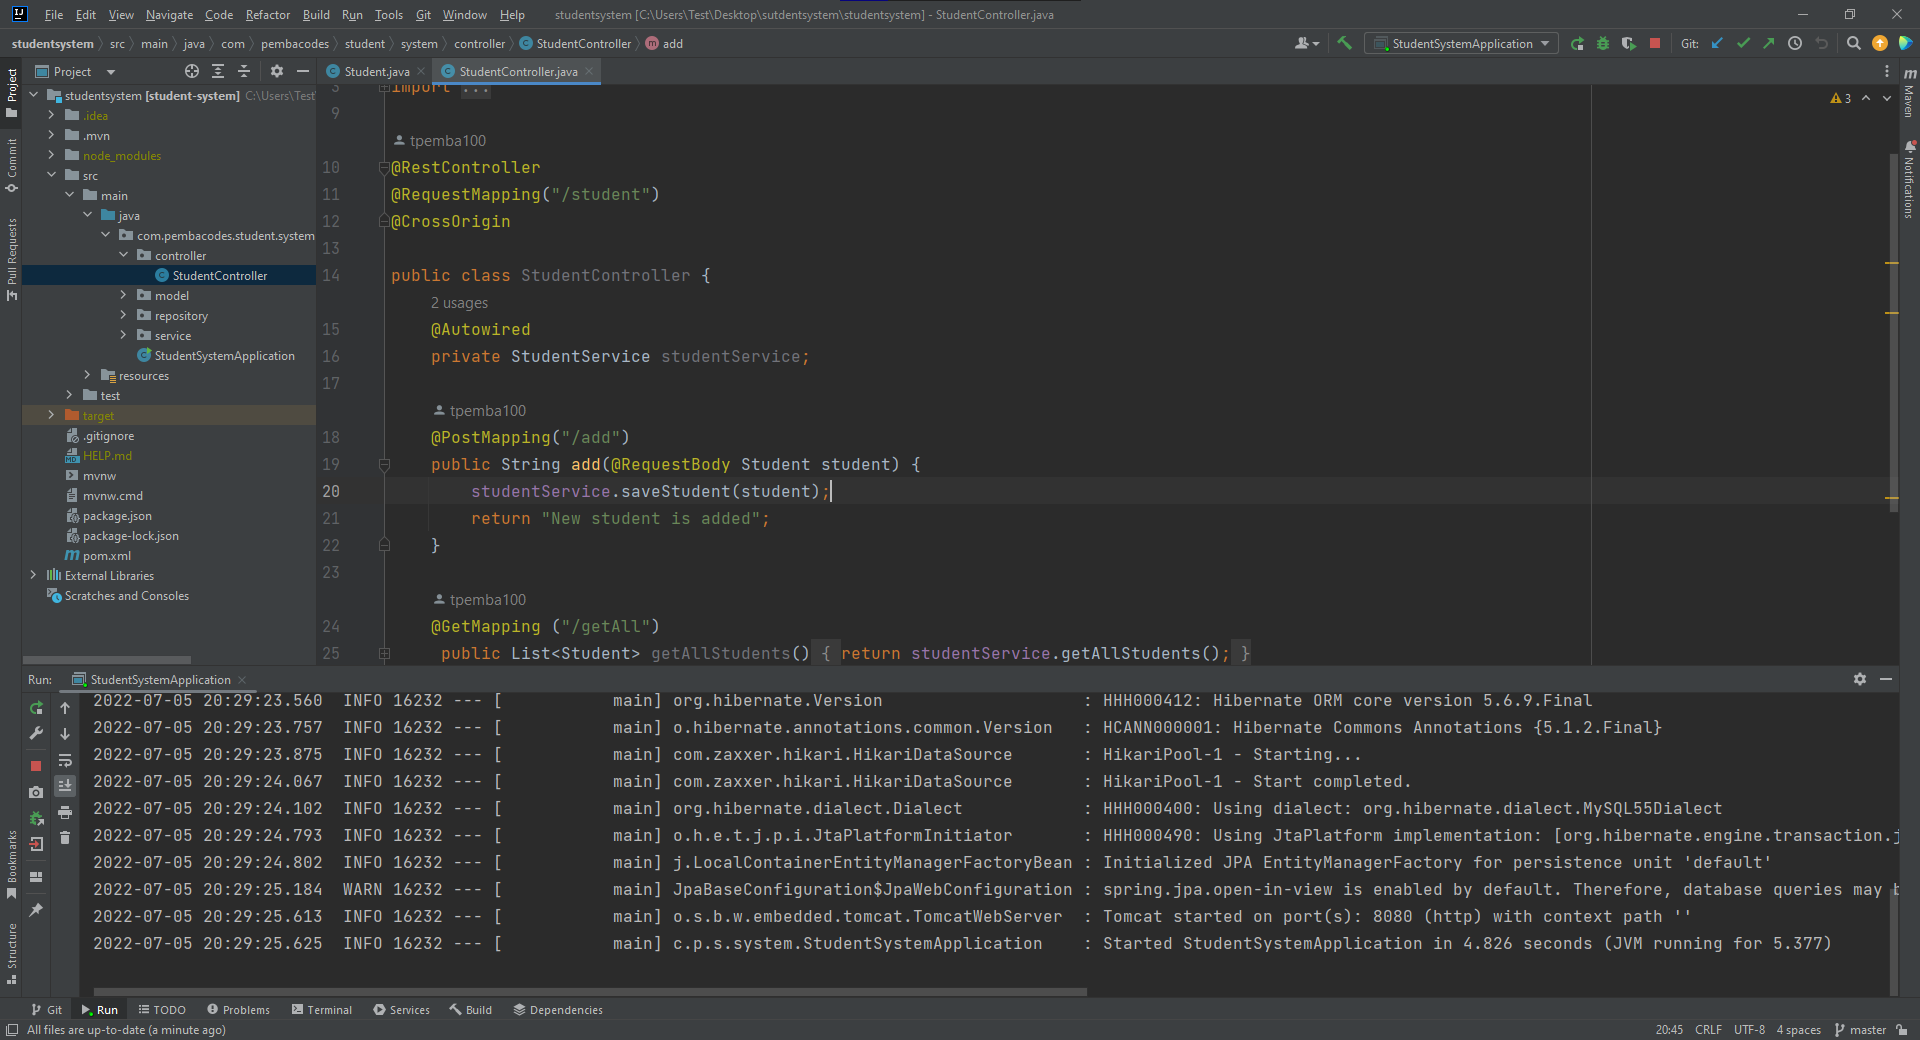 File Edit View Navigate Code Refactor Build Run Tools Git Window Help studentsystem [C:\Users\Test\Desktop\sutdentsystem\studentsystem] - StudentController.java
studentsystem src main java com pembacodes student system controller StudentController add StudentSystemApplication Git:
Project
Student.java StudentController.java
studentsystem [student-system] C:\Users\Test
.idea
.mvn
node_modules
src
main
java
com.pembacodes.student.system
controller
StudentController
model
repository
service
StudentSystemApplication
resources
test
target
.gitignore
HELP.md
mvnw
mvnw.cmd
package.json
package-lock.json
pom.xml
External Libraries
Scratches and Consoles
Project
Commit
Pull Requests
Bookmarks
Structure
3 import ...
9
tpemba100
10 @RestController
11 @RequestMapping("/student")
12 @CrossOrigin
13
14 public class StudentController {
2 usages
15 @Autowired
16 private StudentService studentService;
17
tpemba100
18 @PostMapping("/add")
19 public String add(@RequestBody Student student) {
20 studentService.saveStudent(student);
21 return "New student is added";
22 }
23
tpemba100
24 @GetMapping ("/getAll")
25 public List<Student> getAllStudents() { return studentService.getAllStudents(); }
3
Maven
Notifications
Run: StudentSystemApplication
2022-07-05 20:29:23.560 INFO 16232 --- [ main] org.hibernate.Version : HHH000412: Hibernate ORM core version 5.6.9.Final
2022-07-05 20:29:23.757 INFO 16232 --- [ main] o.hibernate.annotations.common.Version : HCANN000001: Hibernate Commons Annotations {5.1.2.Final}
2022-07-05 20:29:23.875 INFO 16232 --- [ main] com.zaxxer.hikari.HikariDataSource : HikariPool-1 - Starting...
2022-07-05 20:29:24.067 INFO 16232 --- [ main] com.zaxxer.hikari.HikariDataSource : HikariPool-1 - Start completed.
2022-07-05 20:29:24.102 INFO 16232 --- [ main] org.hibernate.dialect.Dialect : HHH000400: Using dialect: org.hibernate.dialect.MySQL55Dialect
2022-07-05 20:29:24.793 INFO 16232 --- [ main] o.h.e.t.j.p.i.JtaPlatformInitiator : HHH000490: Using JtaPlatform implementation: [org.hibernate.engine.transaction.j
2022-07-05 20:29:24.802 INFO 16232 --- [ main] j.LocalContainerEntityManagerFactoryBean : Initialized JPA EntityManagerFactory for persistence unit 'default'
2022-07-05 20:29:25.184 WARN 16232 --- [ main] JpaBaseConfiguration$JpaWebConfiguration : spring.jpa.open-in-view is enabled by default. Therefore, database queries may b
2022-07-05 20:29:25.613 INFO 16232 --- [ main] o.s.b.w.embedded.tomcat.TomcatWebServer : Tomcat started on port(s): 8080 (http) with context path ''
2022-07-05 20:29:25.625 INFO 16232 --- [ main] c.p.s.system.StudentSystemApplication : Started StudentSystemApplication in 4.826 seconds (JVM running for 5.377)
Git Run TODO Problems Terminal Services Build Dependencies
All files are up-to-date (a minute ago) 20:45 CRLF UTF-8 4 spaces master